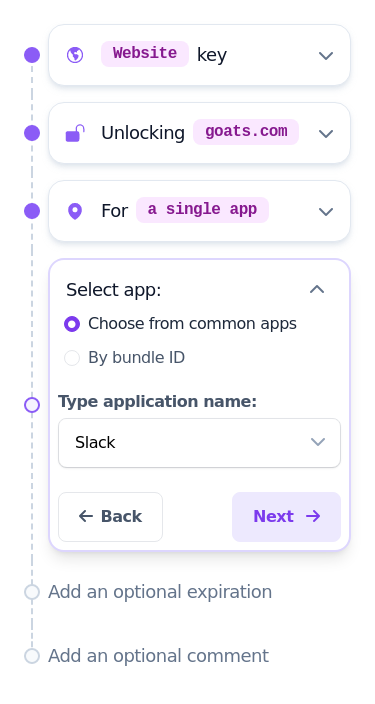 Website key
Unlocking goats.com
For a single app
Select app:
Choose from common apps
By bundle ID
Type application name:
Slack
Back Next
Add an optional expiration
Add an optional comment